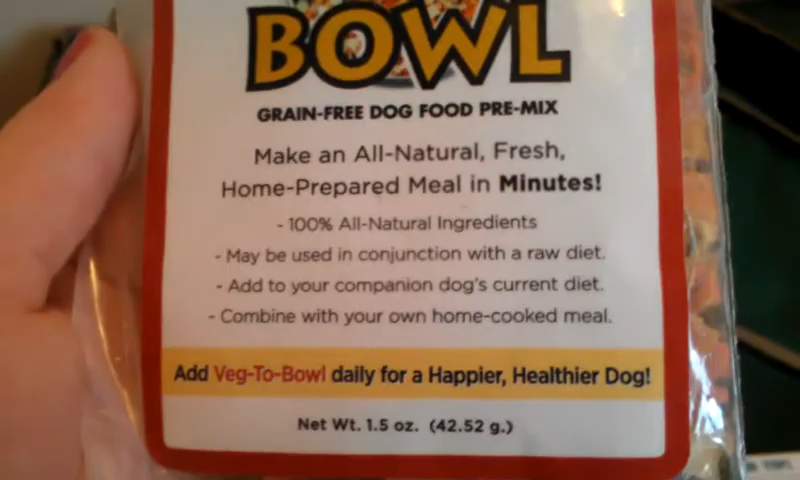 BOWL
GRAIN-FREE DOG FOOD PRE-MIX
Make an All-Natural, Fresh,
Home-Prepared Meal in Minutes!
- 100% All-Natural Ingredients
- May be used in conjunction with a raw diet.
- Add to your companion dog's current diet.
- Combine with your own home-cooked meal.
Add Veg-To-Bowl daily for a Happier, Healthier Dog!
Net Wt. 1.5 oz. (42.52 g.)